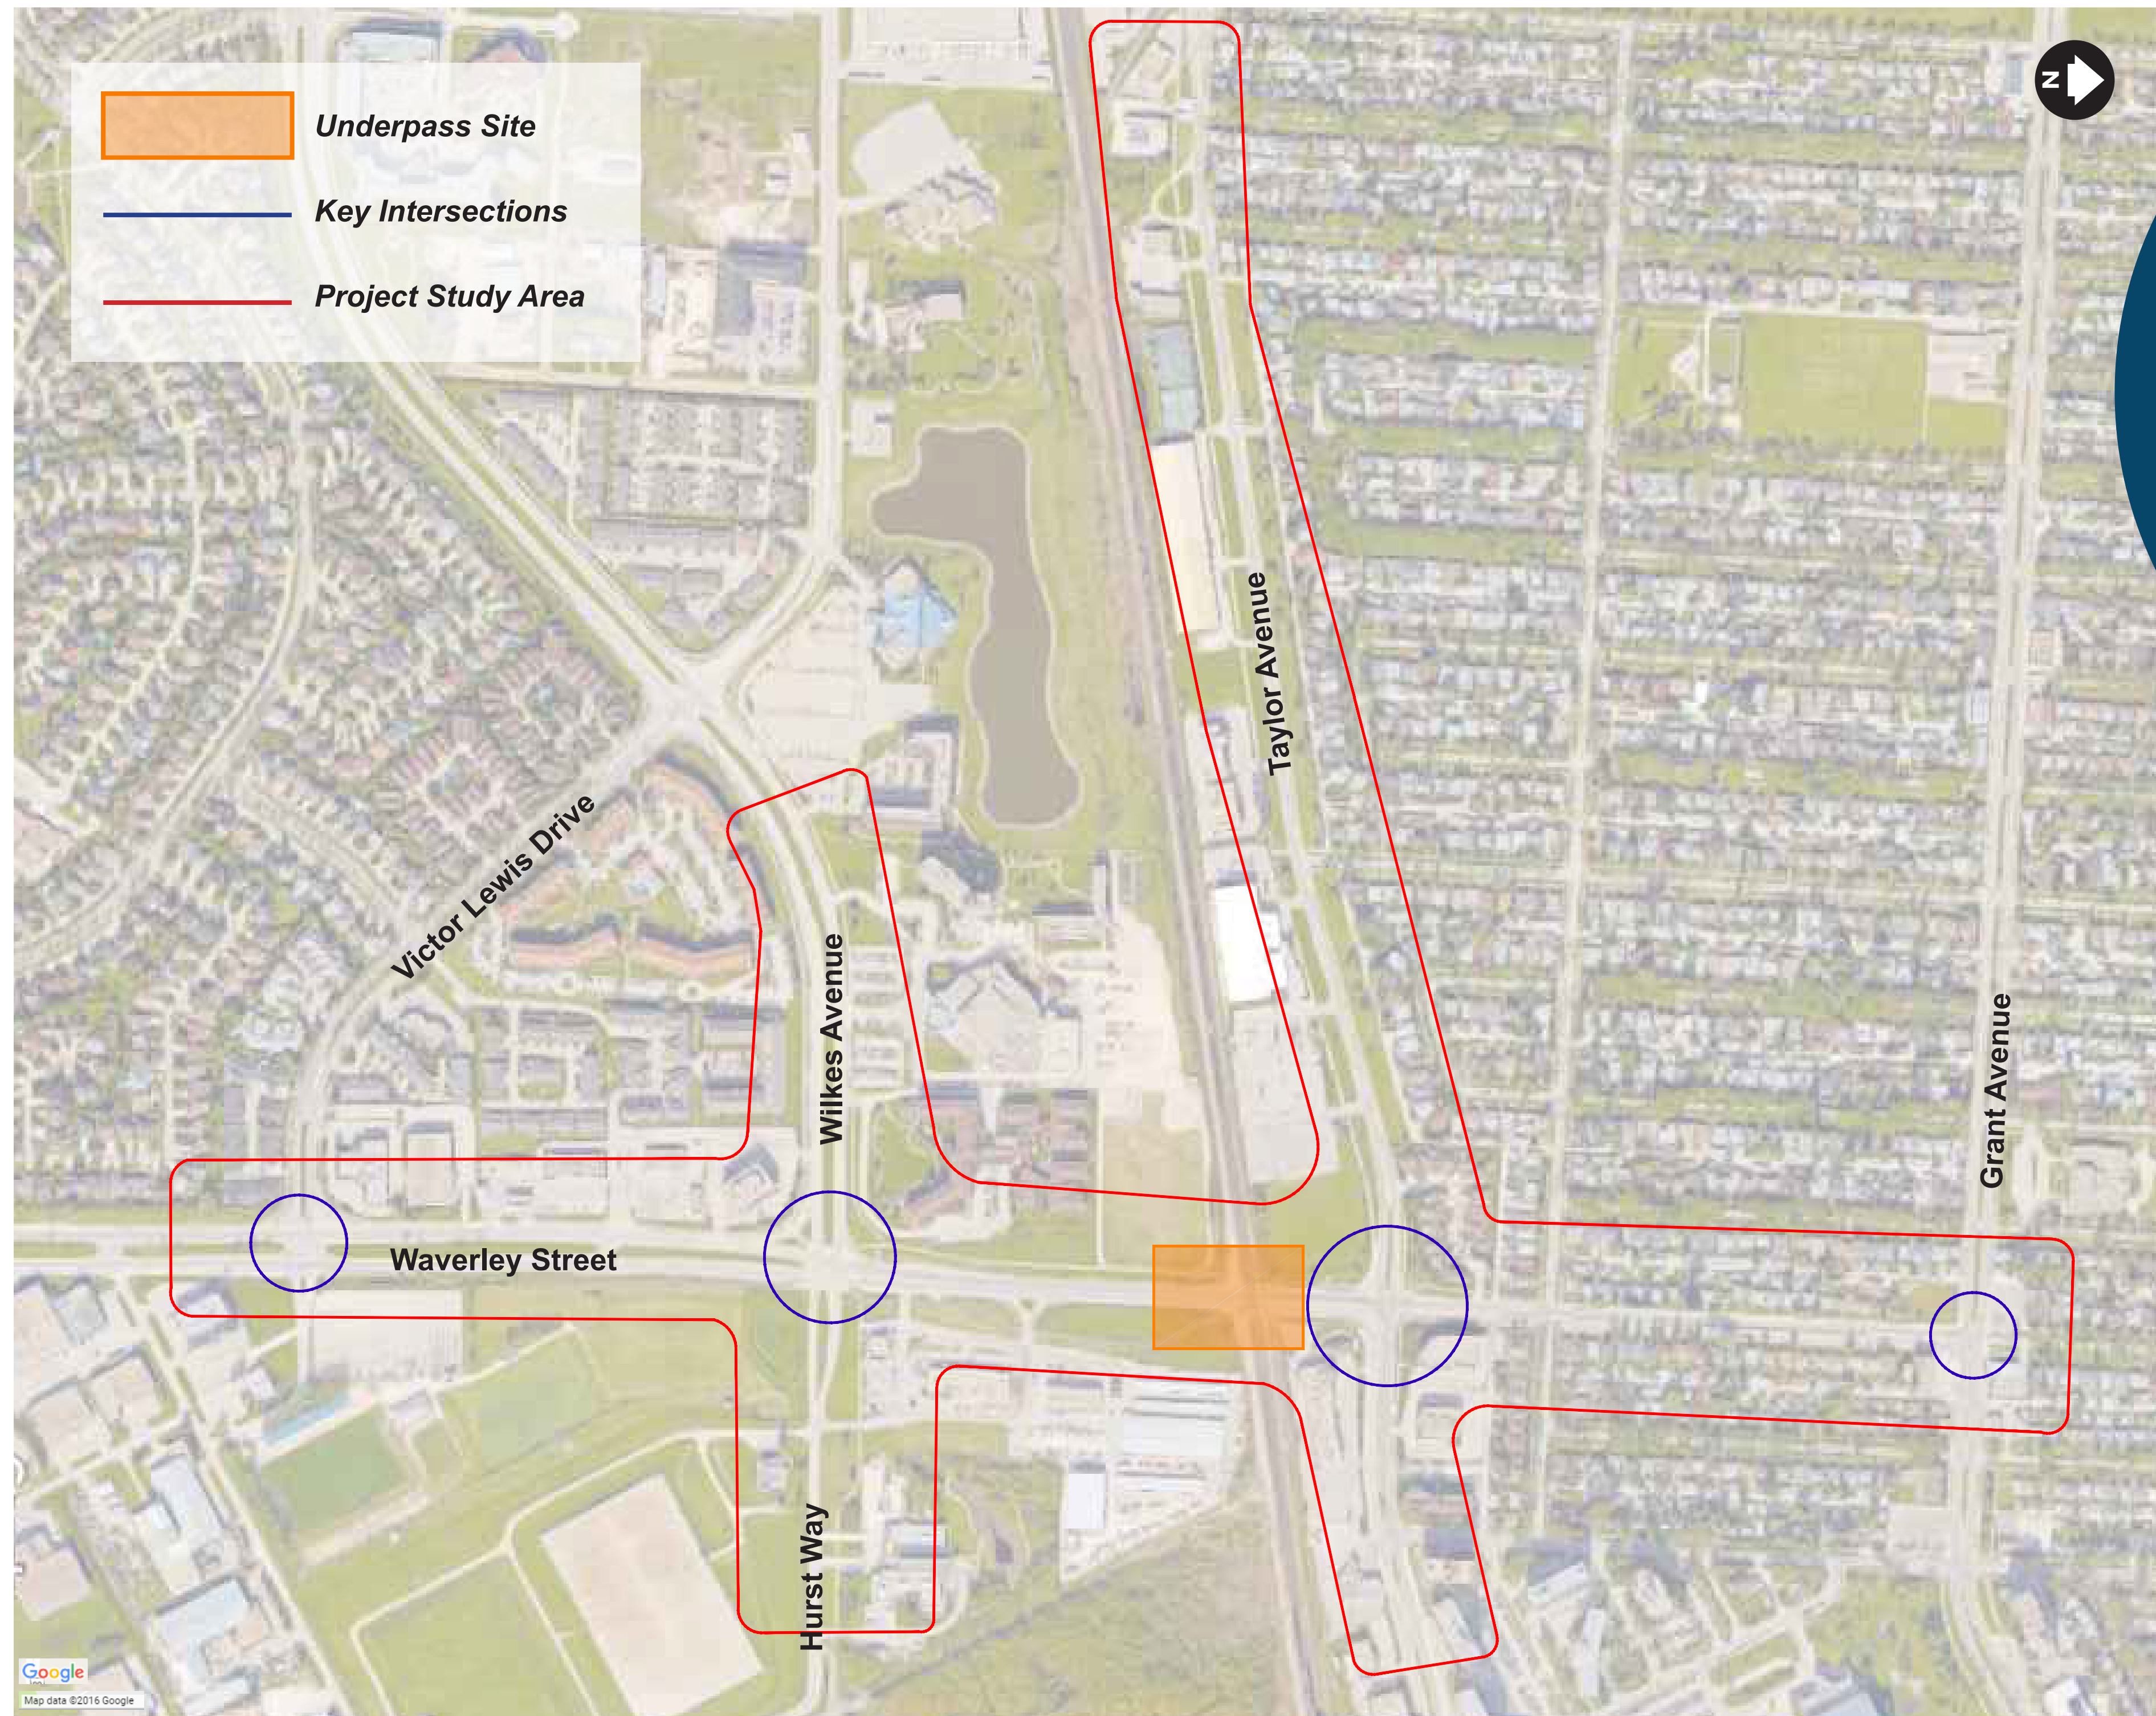 Underpass Site
Key Intersections
Project Study Area
N
Taylor Avenue
Victor Lewis Drive
Wilkes Avenue
Grant Avenue
Waverley Street
Hurst Way
Google
Map data ©2016 Google